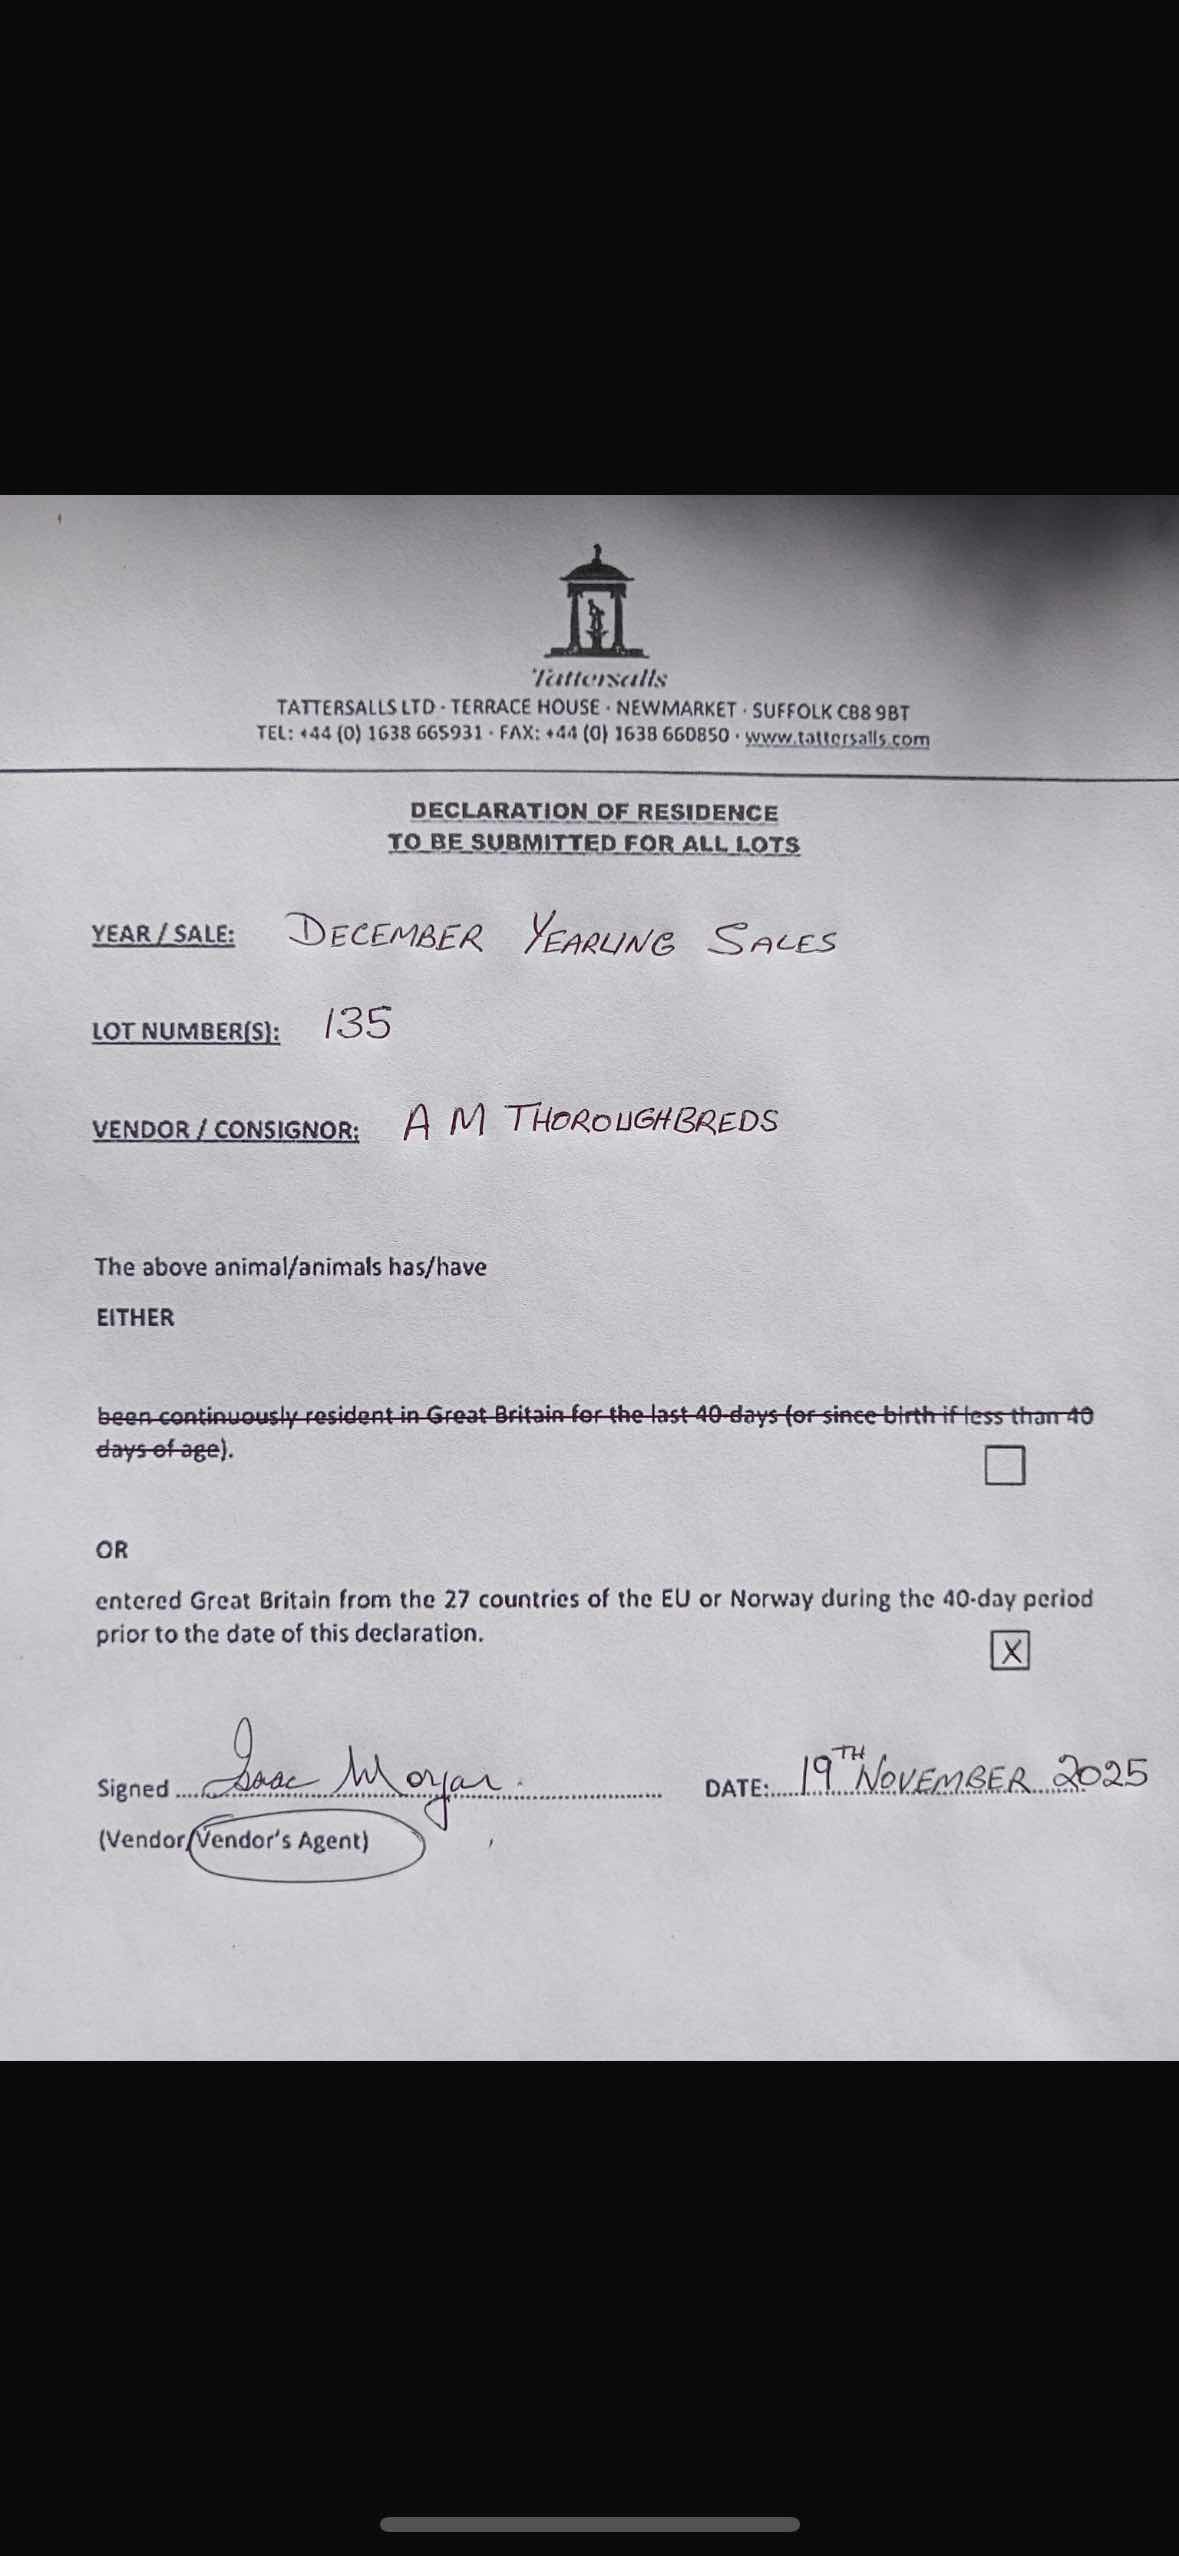 Tattersalls
TATTERSALLS LTD · TERRACE HOUSE · NEWMARKET · SUFFOLK CB8 9BT
TEL: +44 (0) 1638 665931 · FAX: +44 (0) 1638 660850 · www.tattersalls.com
DECLARATION OF RESIDENCE
TO BE SUBMITTED FOR ALL LOTS
YEAR / SALE: DECEMBER YEARLING SALES
LOT NUMBER(S): 135
VENDOR / CONSIGNOR: A M THOROUGHBREDS
The above animal/animals has/have
EITHER
been continuously resident in Great Britain for the last 40 days (or since birth if less than 40
days of age).
OR
entered Great Britain from the 27 countries of the EU or Norway during the 40-day period
prior to the date of this declaration.
X
Signed Isaac Morgan. DATE: 19TH NOVEMBER 2025
(Vendor/Vendor's Agent)